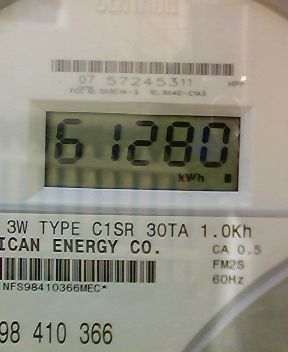 CENTRON
07 57245311
61280
kWh
3W TYPE C1SR 30TA 1.0Kh
ICAN ENERGY CO.
CA 0.5
FM2S
60Hz
NFS98410366MEC*
98 410 366